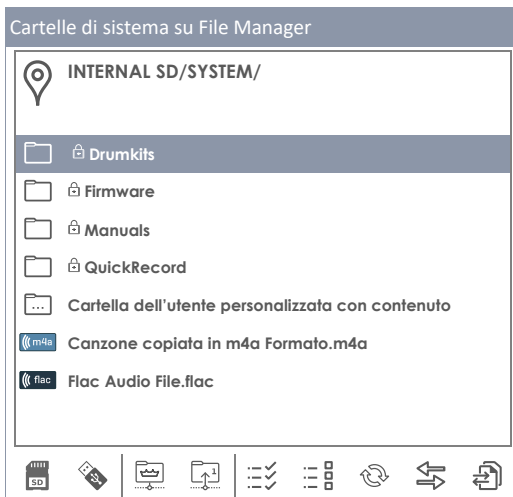 Cartelle di sistema su File Manager
INTERNAL SD/SYSTEM/
Drumkits
Firmware
Manuals
QuickRecord
Cartella dell'utente personalizzata con contenuto
m4a Canzone copiata in m4a Formato.m4a
flac Flac Audio File.flac
SD 1